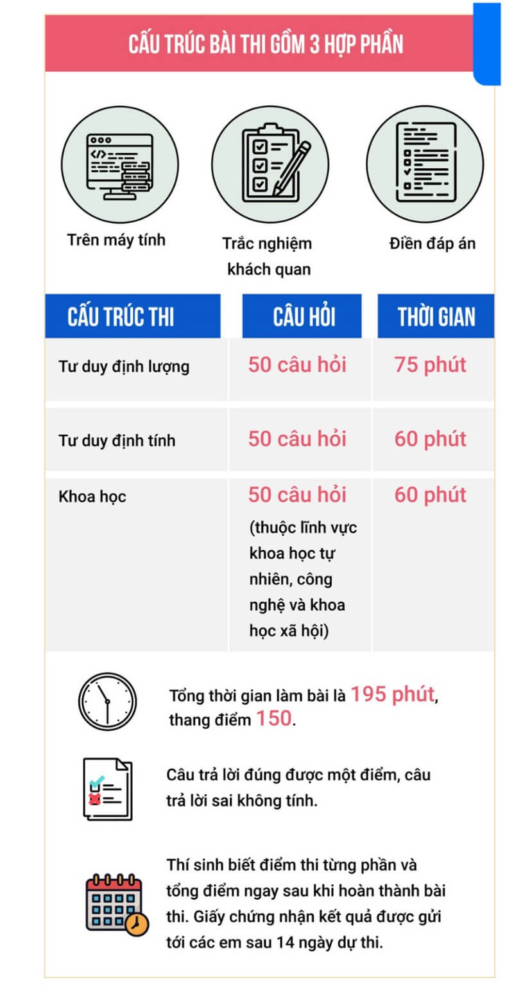 CẤU TRÚC BÀI THI GỒM 3 HỢP PHẦN
</>
Trên máy tính
Trắc nghiệm
khách quan
Điền đáp án
CẤU TRÚC THI
CÂU HỎI
THỜI GIAN
Tư duy định lượng
50 câu hỏi
75 phút
Tư duy định tính
50 câu hỏi
60 phút
Khoa học
50 câu hỏi
60 phút
(thuộc lĩnh vực
khoa học tự
nhiên, công
nghệ và khoa
học xã hội)
Tổng thời gian làm bài là 195 phút,
thang điểm 150.
Câu trả lời đúng được một điểm, câu
trả lời sai không tính.
Thí sinh biết điểm thi từng phần và
tổng điểm ngay sau khi hoàn thành bài
thi. Giấy chứng nhận kết quả được gửi
tới các em sau 14 ngày dự thi.